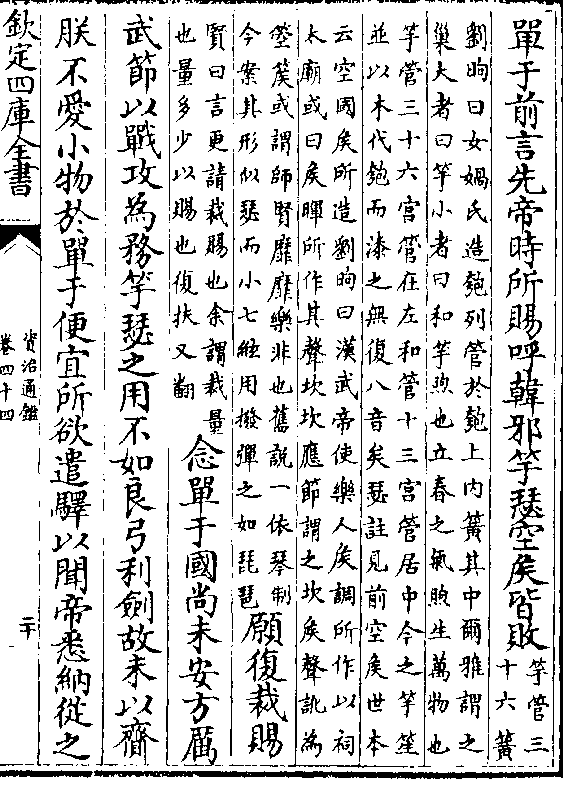 單于前言先帝時所賜呼韓邪竽瑟空侯皆敗竽管三十六簧
劉昫曰女媧氏造匏列管於匏上内簧其中爾雅謂之
巢大者曰竽小者曰和竽煦也立春之氣煦生萬物也
竽管三十六宫管在左和管十三宫管居中今之竽笙
並以木代匏而漆之無復八音矣瑟註見前空侯世本
云空國侯所造劉昫曰漢武帝使樂人侯調所作以祠
太廟或曰侯暉所作其聲坎坎應節謂之坎侯聲訛為
箜篌或謂師賢靡靡樂非也舊說一依琴制
今案其形似瑟而小七絃用撥彈之如琵琶願復裁賜
賢曰言更請裁賜也余謂裁量
也量多少以賜也復扶又翻念單于國尚未安方厲
武節以戰攻為務竽瑟之用不如良弓利劍故未以齎
朕不愛小物於單于便宜所欲遣驛以聞帝悉納從之
欽定四庫全書
資治通鑑
卷四十四
二十